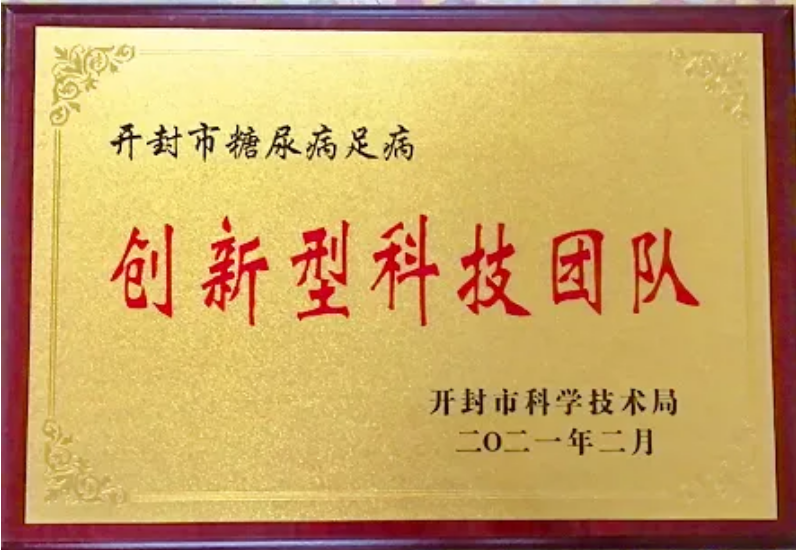 开封市糖尿病足病
创新型科技团队
开封市科学技术局
二〇二一年二月